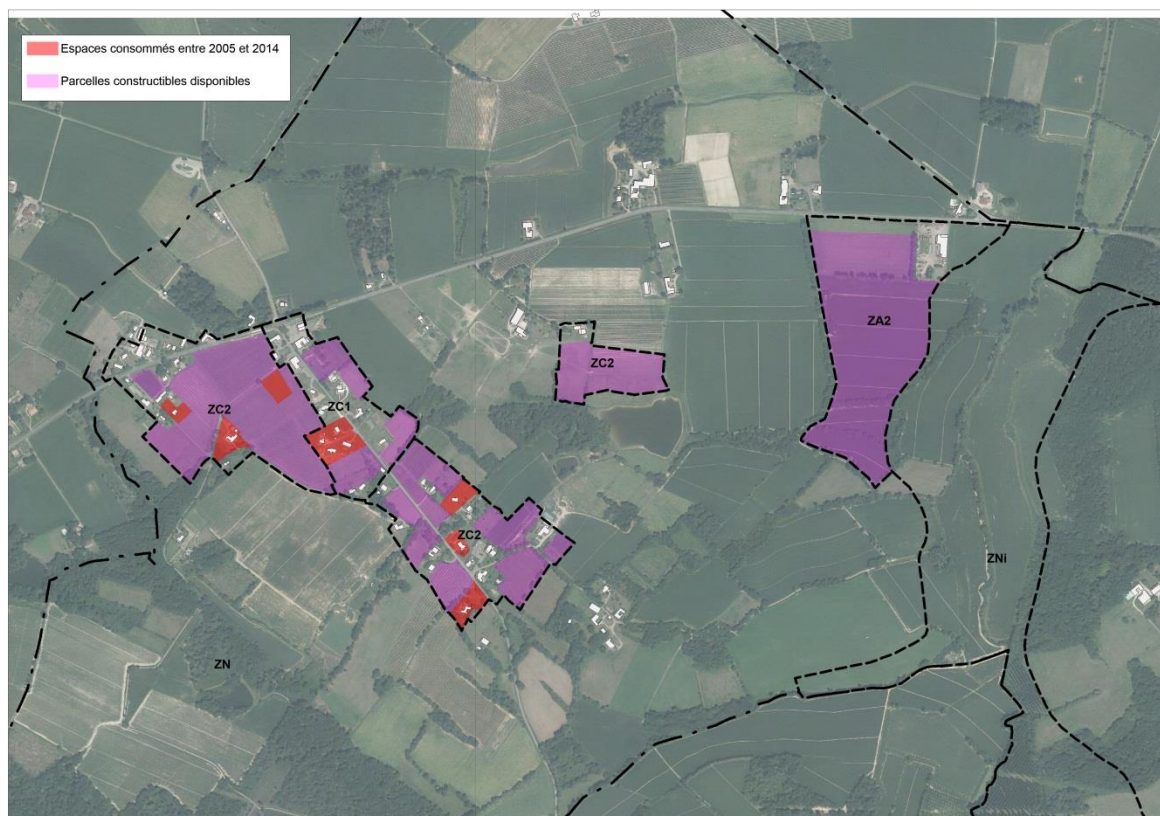 Espaces consommés entre 2005 et 2014
Parcelles constructibles disponibles
ZA2
ZC2
ZC1
ZC2
ZC2
ZNi
ZN